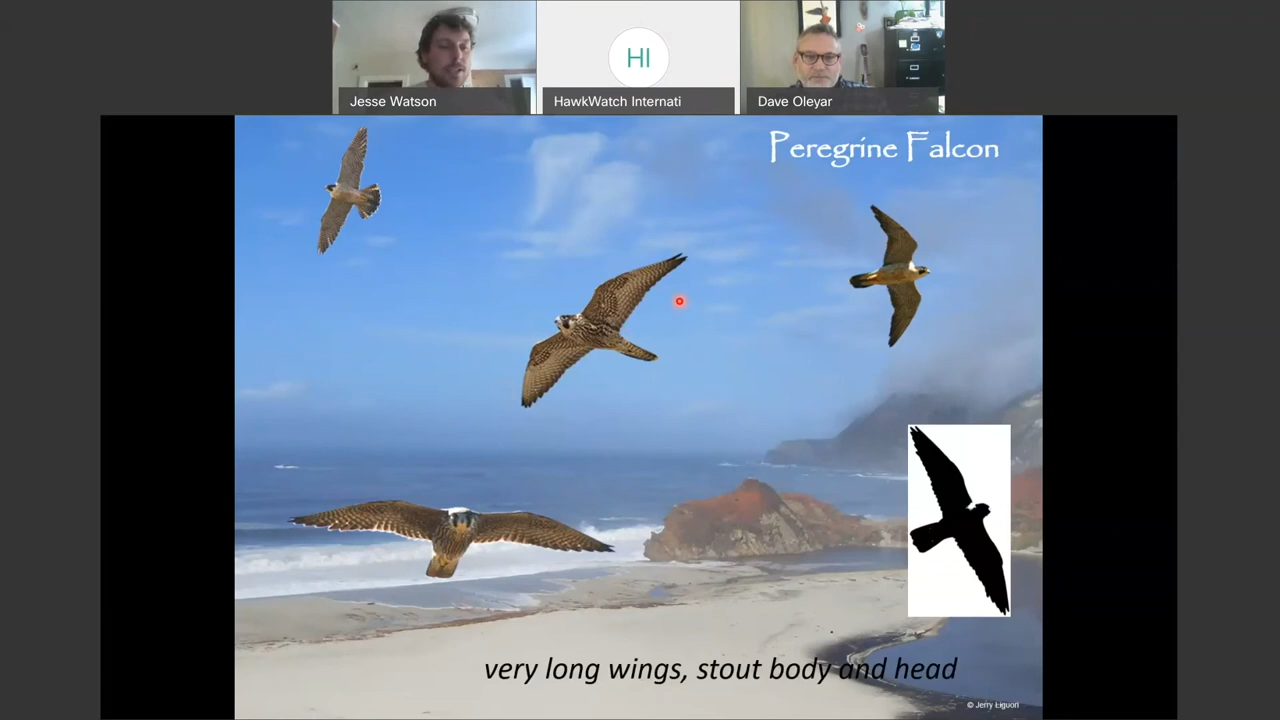 HI
Jesse Watson
HawkWatch Internati
Dave Oleyar
Peregrine Falcon
very long wings, stout body and head
© Jerry Liguori